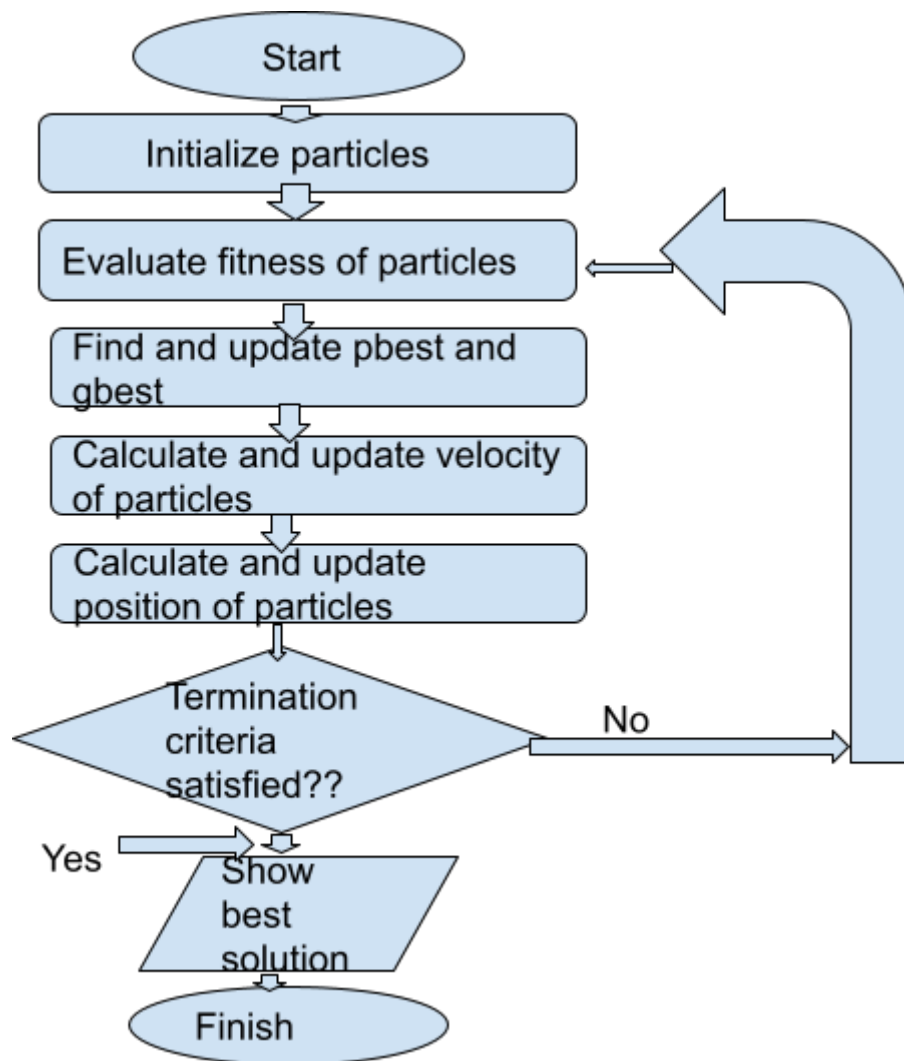 Start
Initialize particles
Evaluate fitness of particles
Find and update pbest and
gbest
Calculate and update velocity
of particles
Calculate and update
position of particles
Termination
criteria
satisfied??
No
Yes
Show
best
solution
Finish